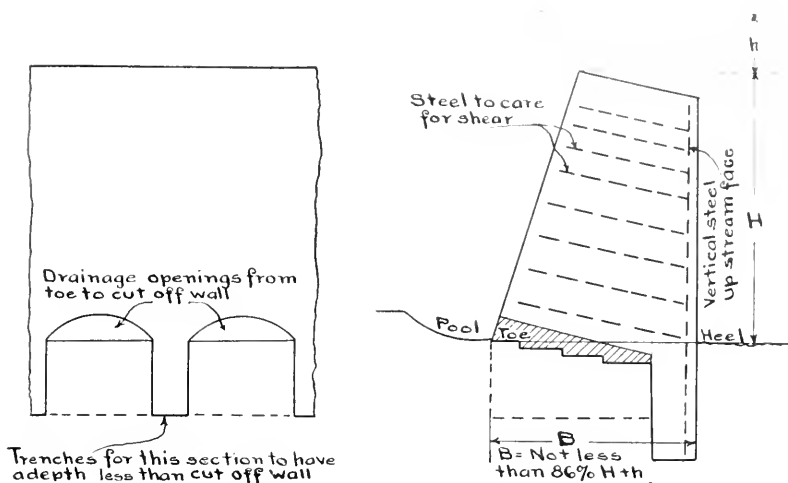 Drainage openings from
toe to cut off wall
Trenches for this section to have
adepth less than cut off wall
h
Steel to care
for shear
Vertical steel
up stream face
H
Pool
Toe
Heel
B
B = Not less
than 86% H+h